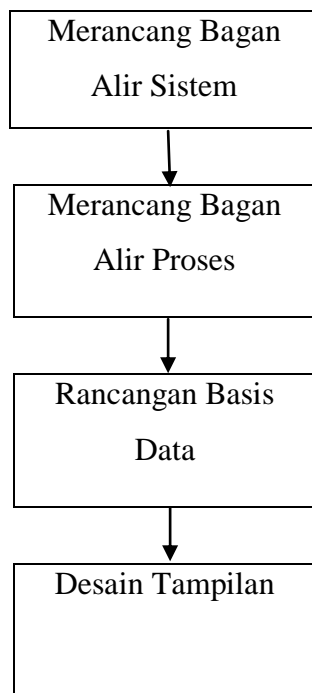 Merancang Bagan
Alir Sistem
Merancang Bagan
Alir Proses
Rancangan Basis
Data
Desain Tampilan